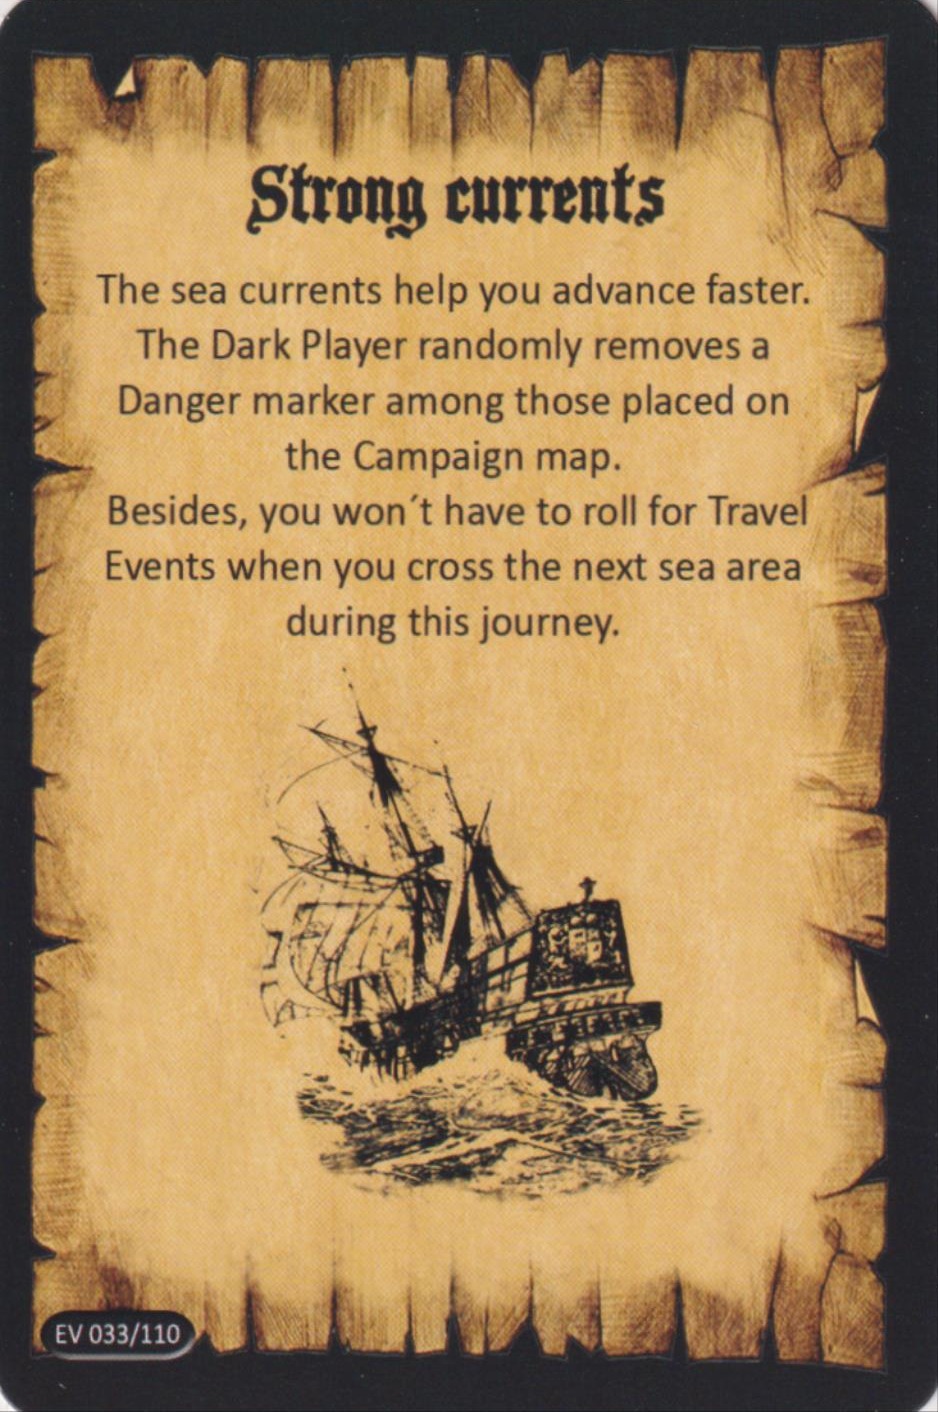 Strong currents
The sea currents help you advance faster.
The Dark Player randomly removes a
Danger marker among those placed on
the Campaign map.
Besides, you won´t have to roll for Travel
Events when you cross the next sea area
during this journey.
EV 033/110